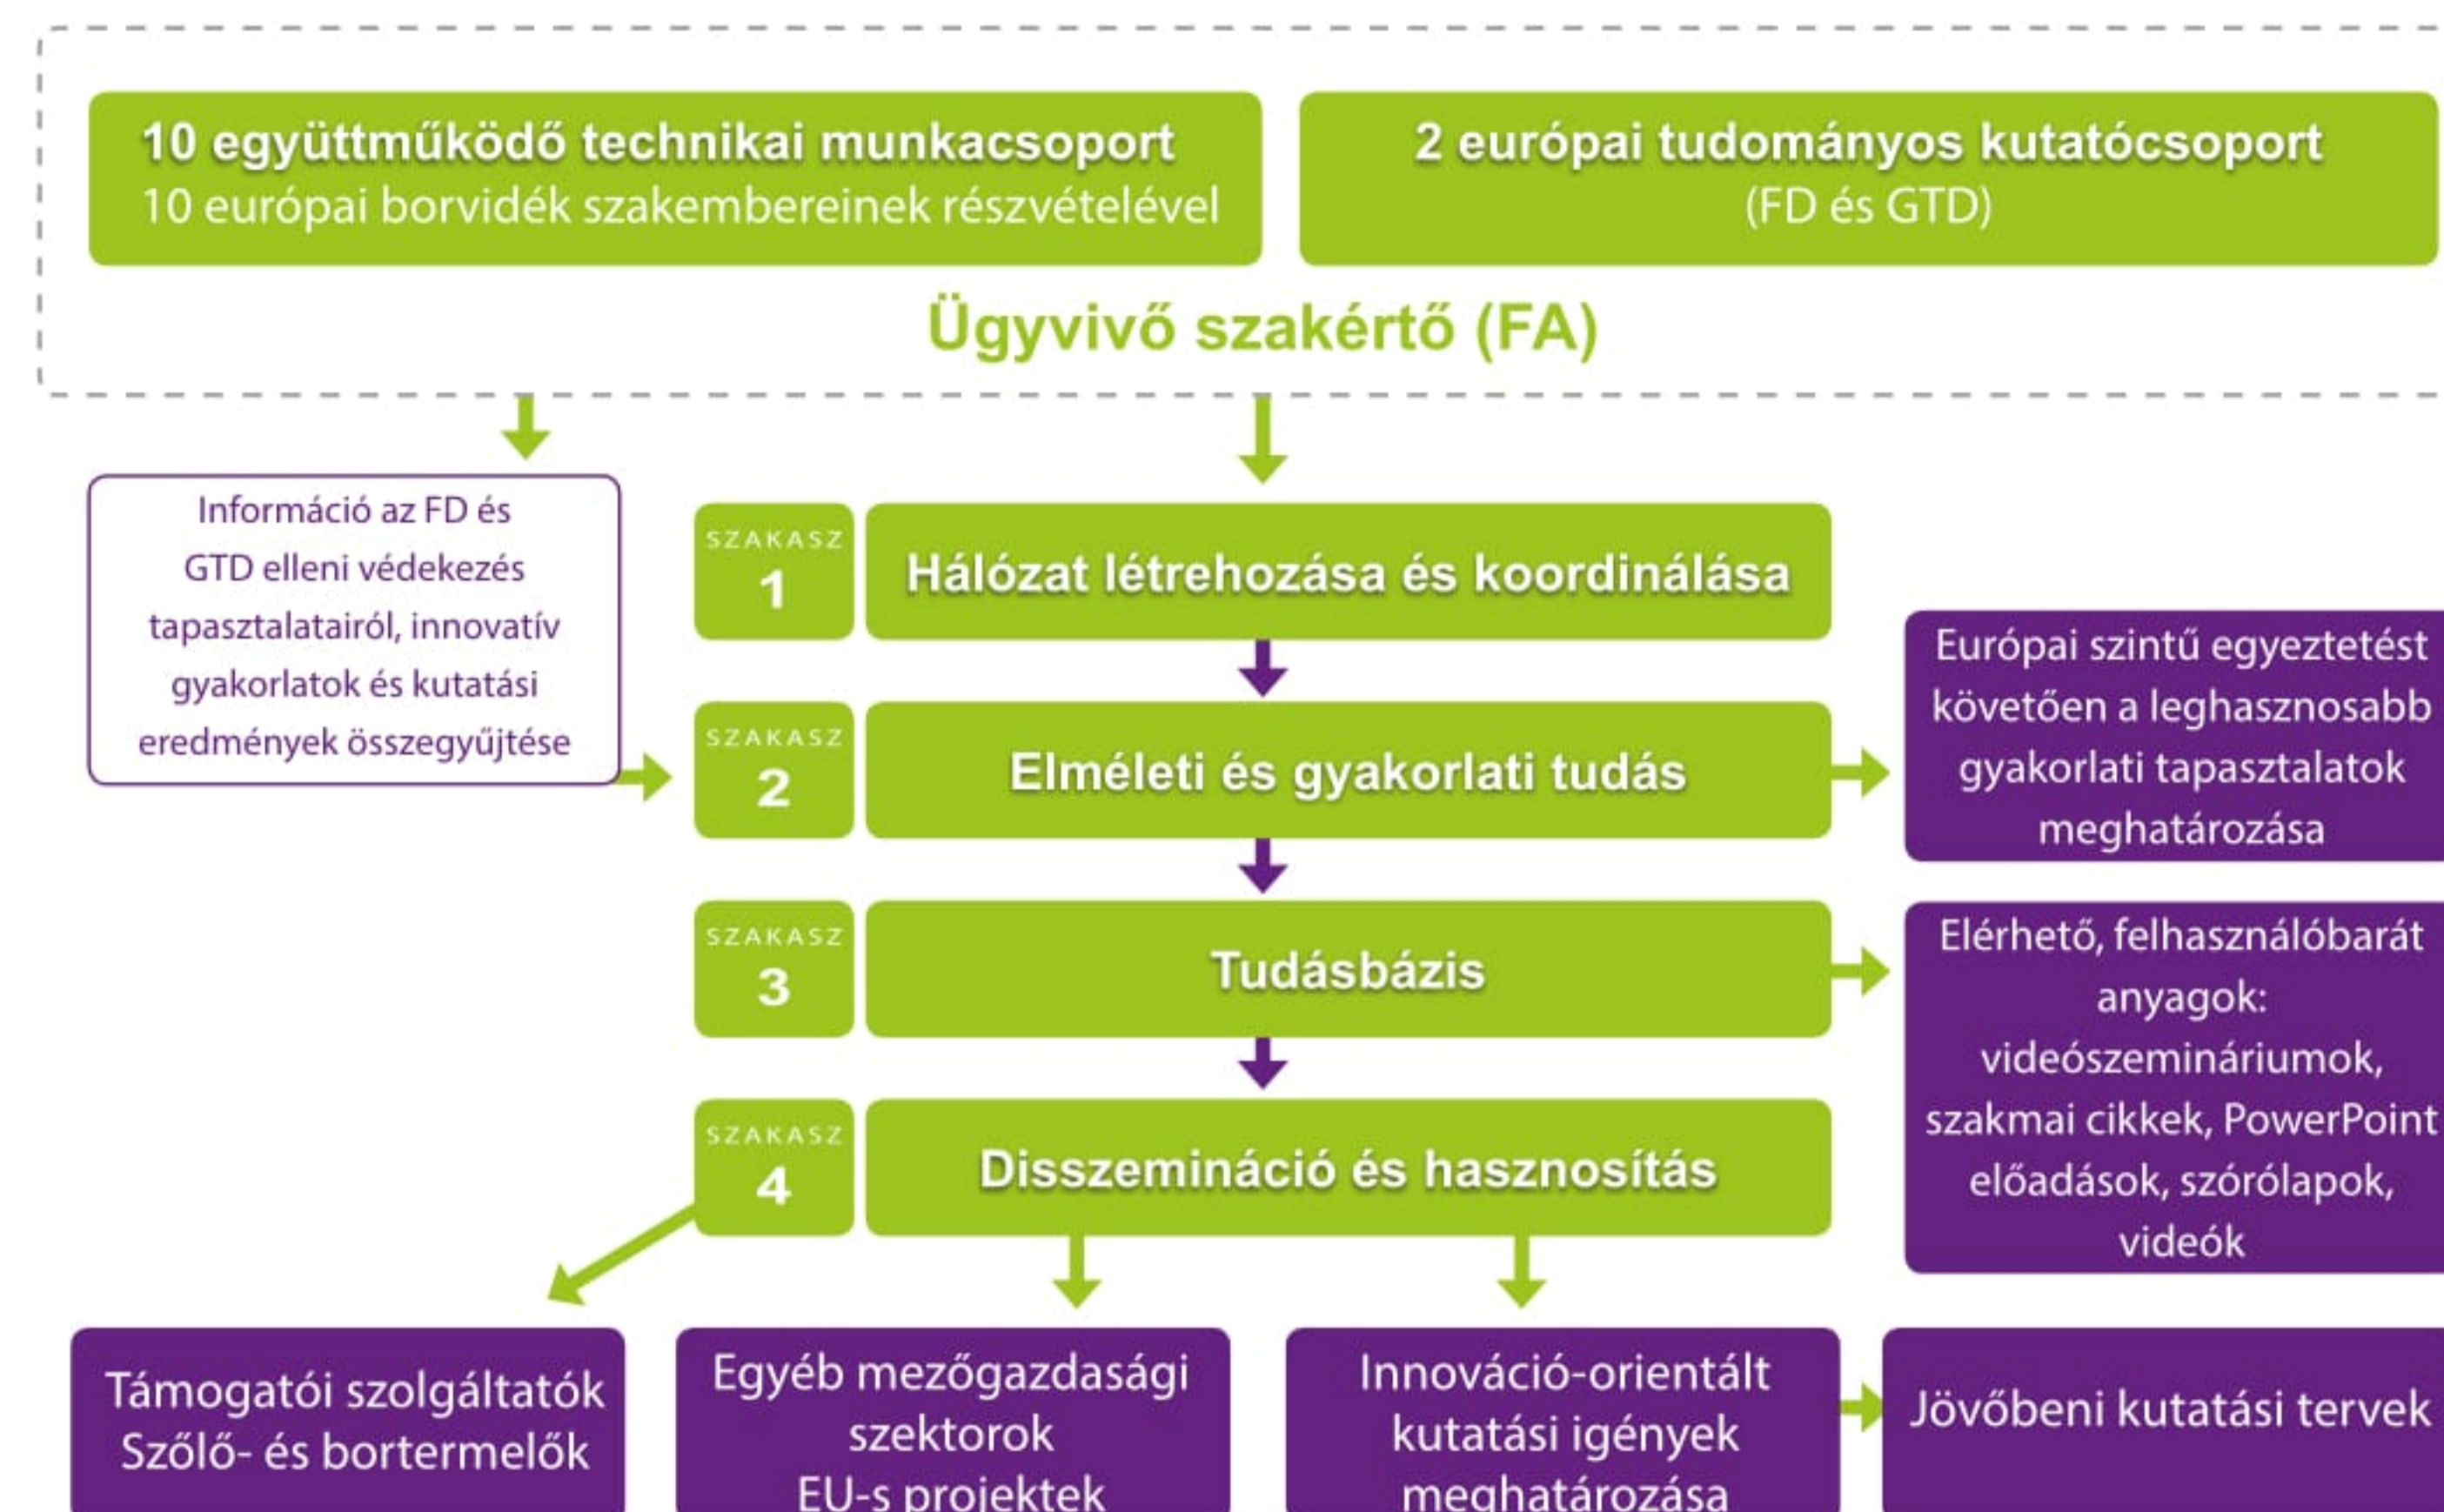 10 együttműködő technikai munkacsoport
10 európai borvidék szakembereinek részvételével
2 európai tudományos kutatócsoport
(FD és GTD)
Ügyvivő szakértő (FA)
Információ az FD és
GTD elleni védekezés
tapasztalatairól, innovatív
gyakorlatok és kutatási
eredmények összegyűjtése
SZAKASZ
1
Hálózat létrehozása és koordinálása
SZAKASZ
2
Elméleti és gyakorlati tudás
Európai szintű egyeztetést
követően a leghasznosabb
gyakorlati tapasztalatok
meghatározása
SZAKASZ
3
Tudásbázis
Elérhető, felhasználóbarát
anyagok:
videószemináriumok,
szakmai cikkek, PowerPoint
előadások, szórólapok,
videók
SZAKASZ
4
Disszemináció és hasznosítás
Támogatói szolgáltatók
Szőlő- és bortermelők
Egyéb mezőgazdasági
szektorok
EU-s projektek
Innováció-orientált
kutatási igények
meghatározása
Jövőbeni kutatási tervek